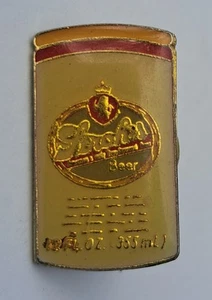 Stroh's
Beer
12 FL. OZ. (355 mL)